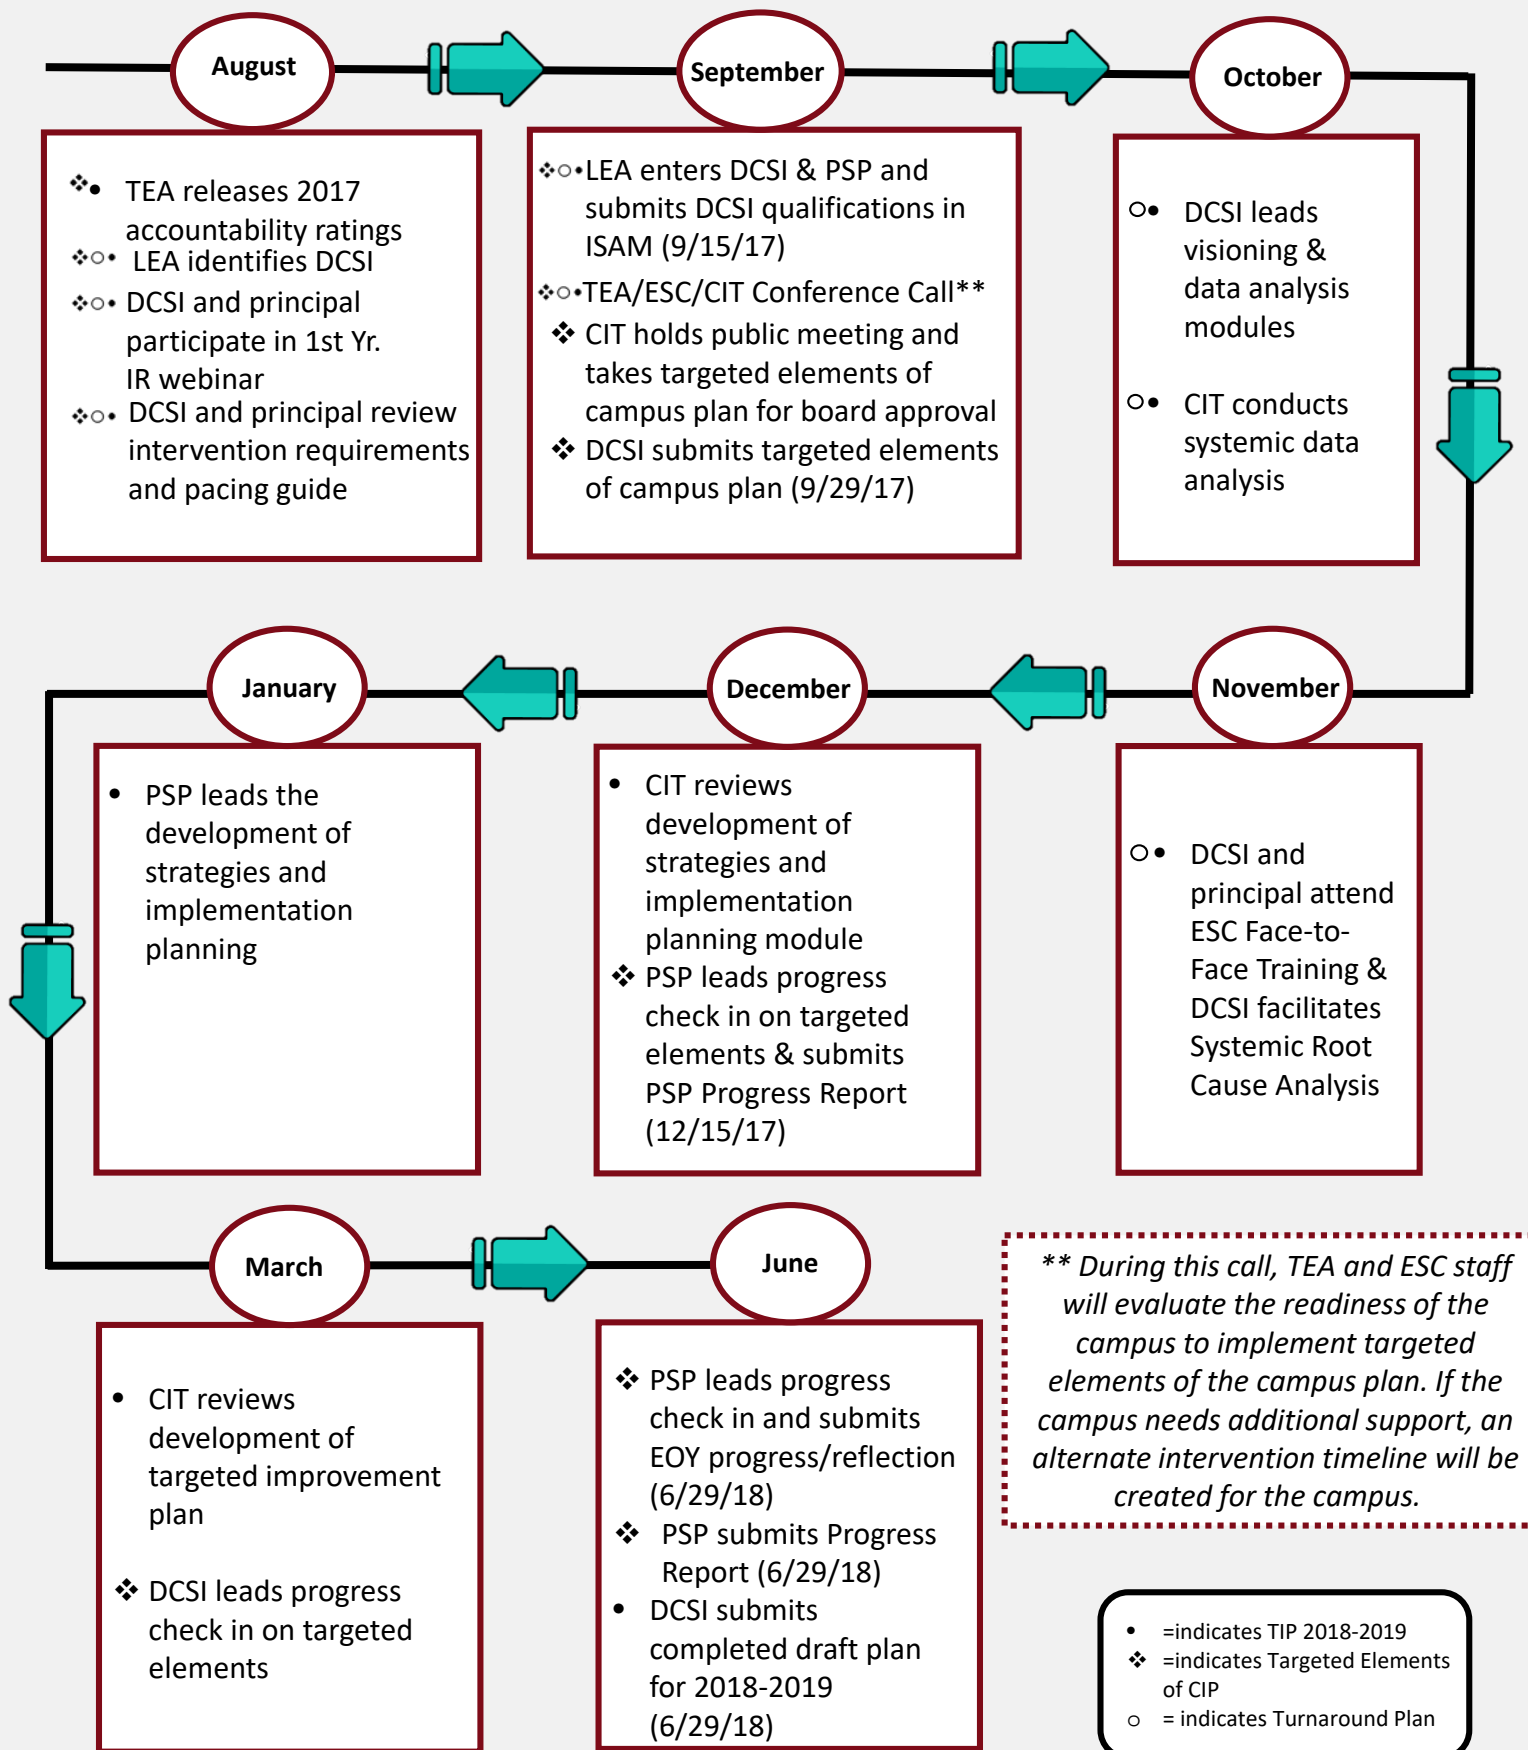 August
❖• TEA releases 2017
accountability ratings
❖○• LEA identifies DCSI
❖○• DCSI and principal
participate in 1st Yr.
IR webinar
❖○• DCSI and principal review
intervention requirements
and pacing guide
September
❖○•LEA enters DCSI & PSP and
submits DCSI qualifications in
ISAM (9/15/17)
❖○•TEA/ESC/CIT Conference Call**
❖ CIT holds public meeting and
takes targeted elements of
campus plan for board approval
❖ DCSI submits targeted elements
of campus plan (9/29/17)
October
○• DCSI leads
visioning &
data analysis
modules
○• CIT conducts
systemic data
analysis
November
○• DCSI and
principal attend
ESC Face-to-
Face Training &
DCSI facilitates
Systemic Root
Cause Analysis
December
• CIT reviews
development of
strategies and
implementation
planning module
❖ PSP leads progress
check in on targeted
elements & submits
PSP Progress Report
(12/15/17)
January
• PSP leads the
development of
strategies and
implementation
planning
March
• CIT reviews
development of
targeted improvement
plan
❖ DCSI leads progress
check in on targeted
elements
June
❖ PSP leads progress
check in and submits
EOY progress/reflection
(6/29/18)
❖ PSP submits Progress
Report (6/29/18)
• DCSI submits
completed draft plan
for 2018-2019
(6/29/18)
** During this call, TEA and ESC staff
will evaluate the readiness of the
campus to implement targeted
elements of the campus plan. If the
campus needs additional support, an
alternate intervention timeline will be
created for the campus.
• =indicates TIP 2018-2019
❖ =indicates Targeted Elements
of CIP
○ = indicates Turnaround Plan